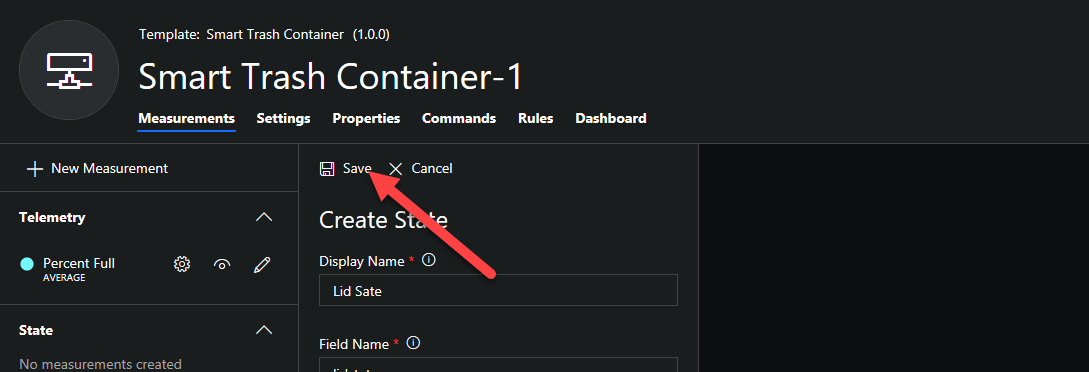 Template: Smart Trash Container (1.0.0)
Smart Trash Container-1
Measurements Settings Properties Commands Rules Dashboard
New Measurement
Telemetry
Percent Full
AVERAGE
State
No measurements created
Save Cancel
Create State
Display Name *
Lid Sate
Field Name *